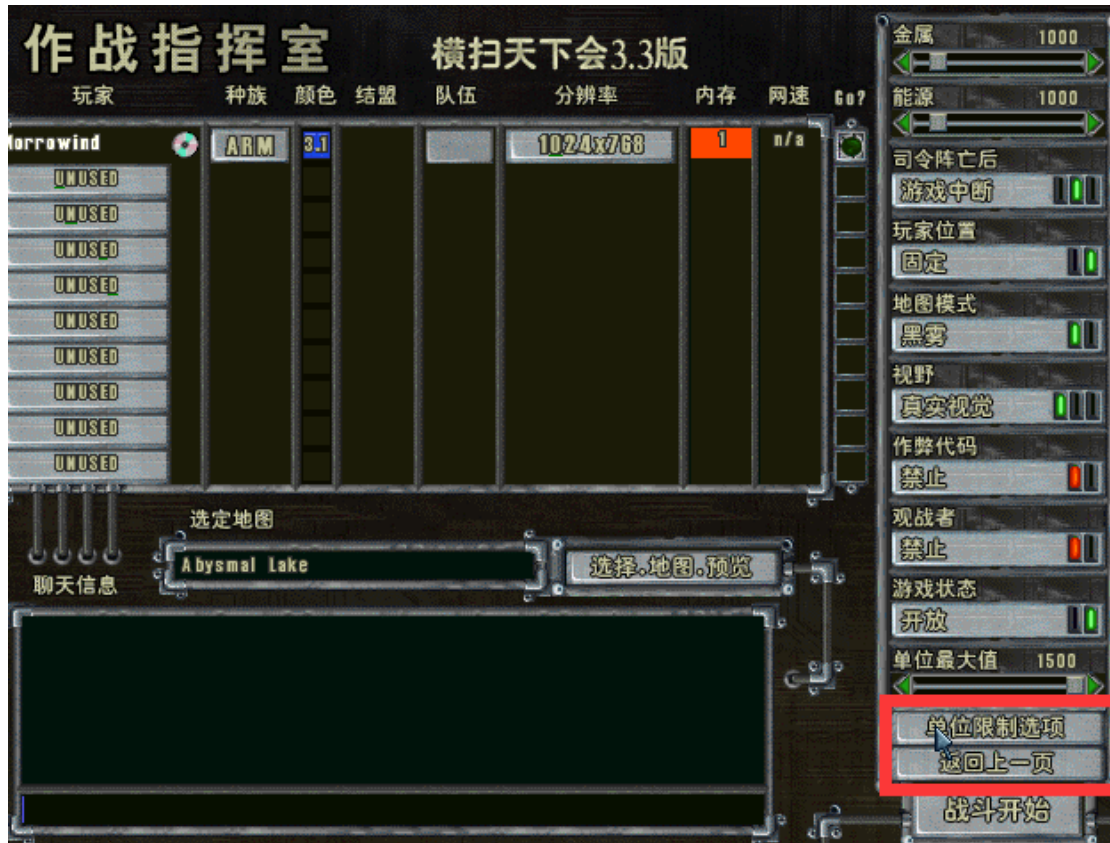 作战指挥室 横扫天下会3.3版
玩家 种族 颜色 结盟 队伍 分辨率 内存 网速 Go?
Morrowind ARM 3.1 1024x768 1 n/a
UNUSED
UNUSED
UNUSED
UNUSED
UNUSED
UNUSED
UNUSED
UNUSED
UNUSED
选定地图
Abysmal Lake 选择.地图.预览
聊天信息
金属 1000
能源 1000
司令阵亡后
游戏中断
玩家位置
固定
地图模式
黑雾
视野
真实视觉
作弊代码
禁止
观战者
禁止
游戏状态
开放
单位最大值 1500
单位限制选项
返回上一页
战斗开始